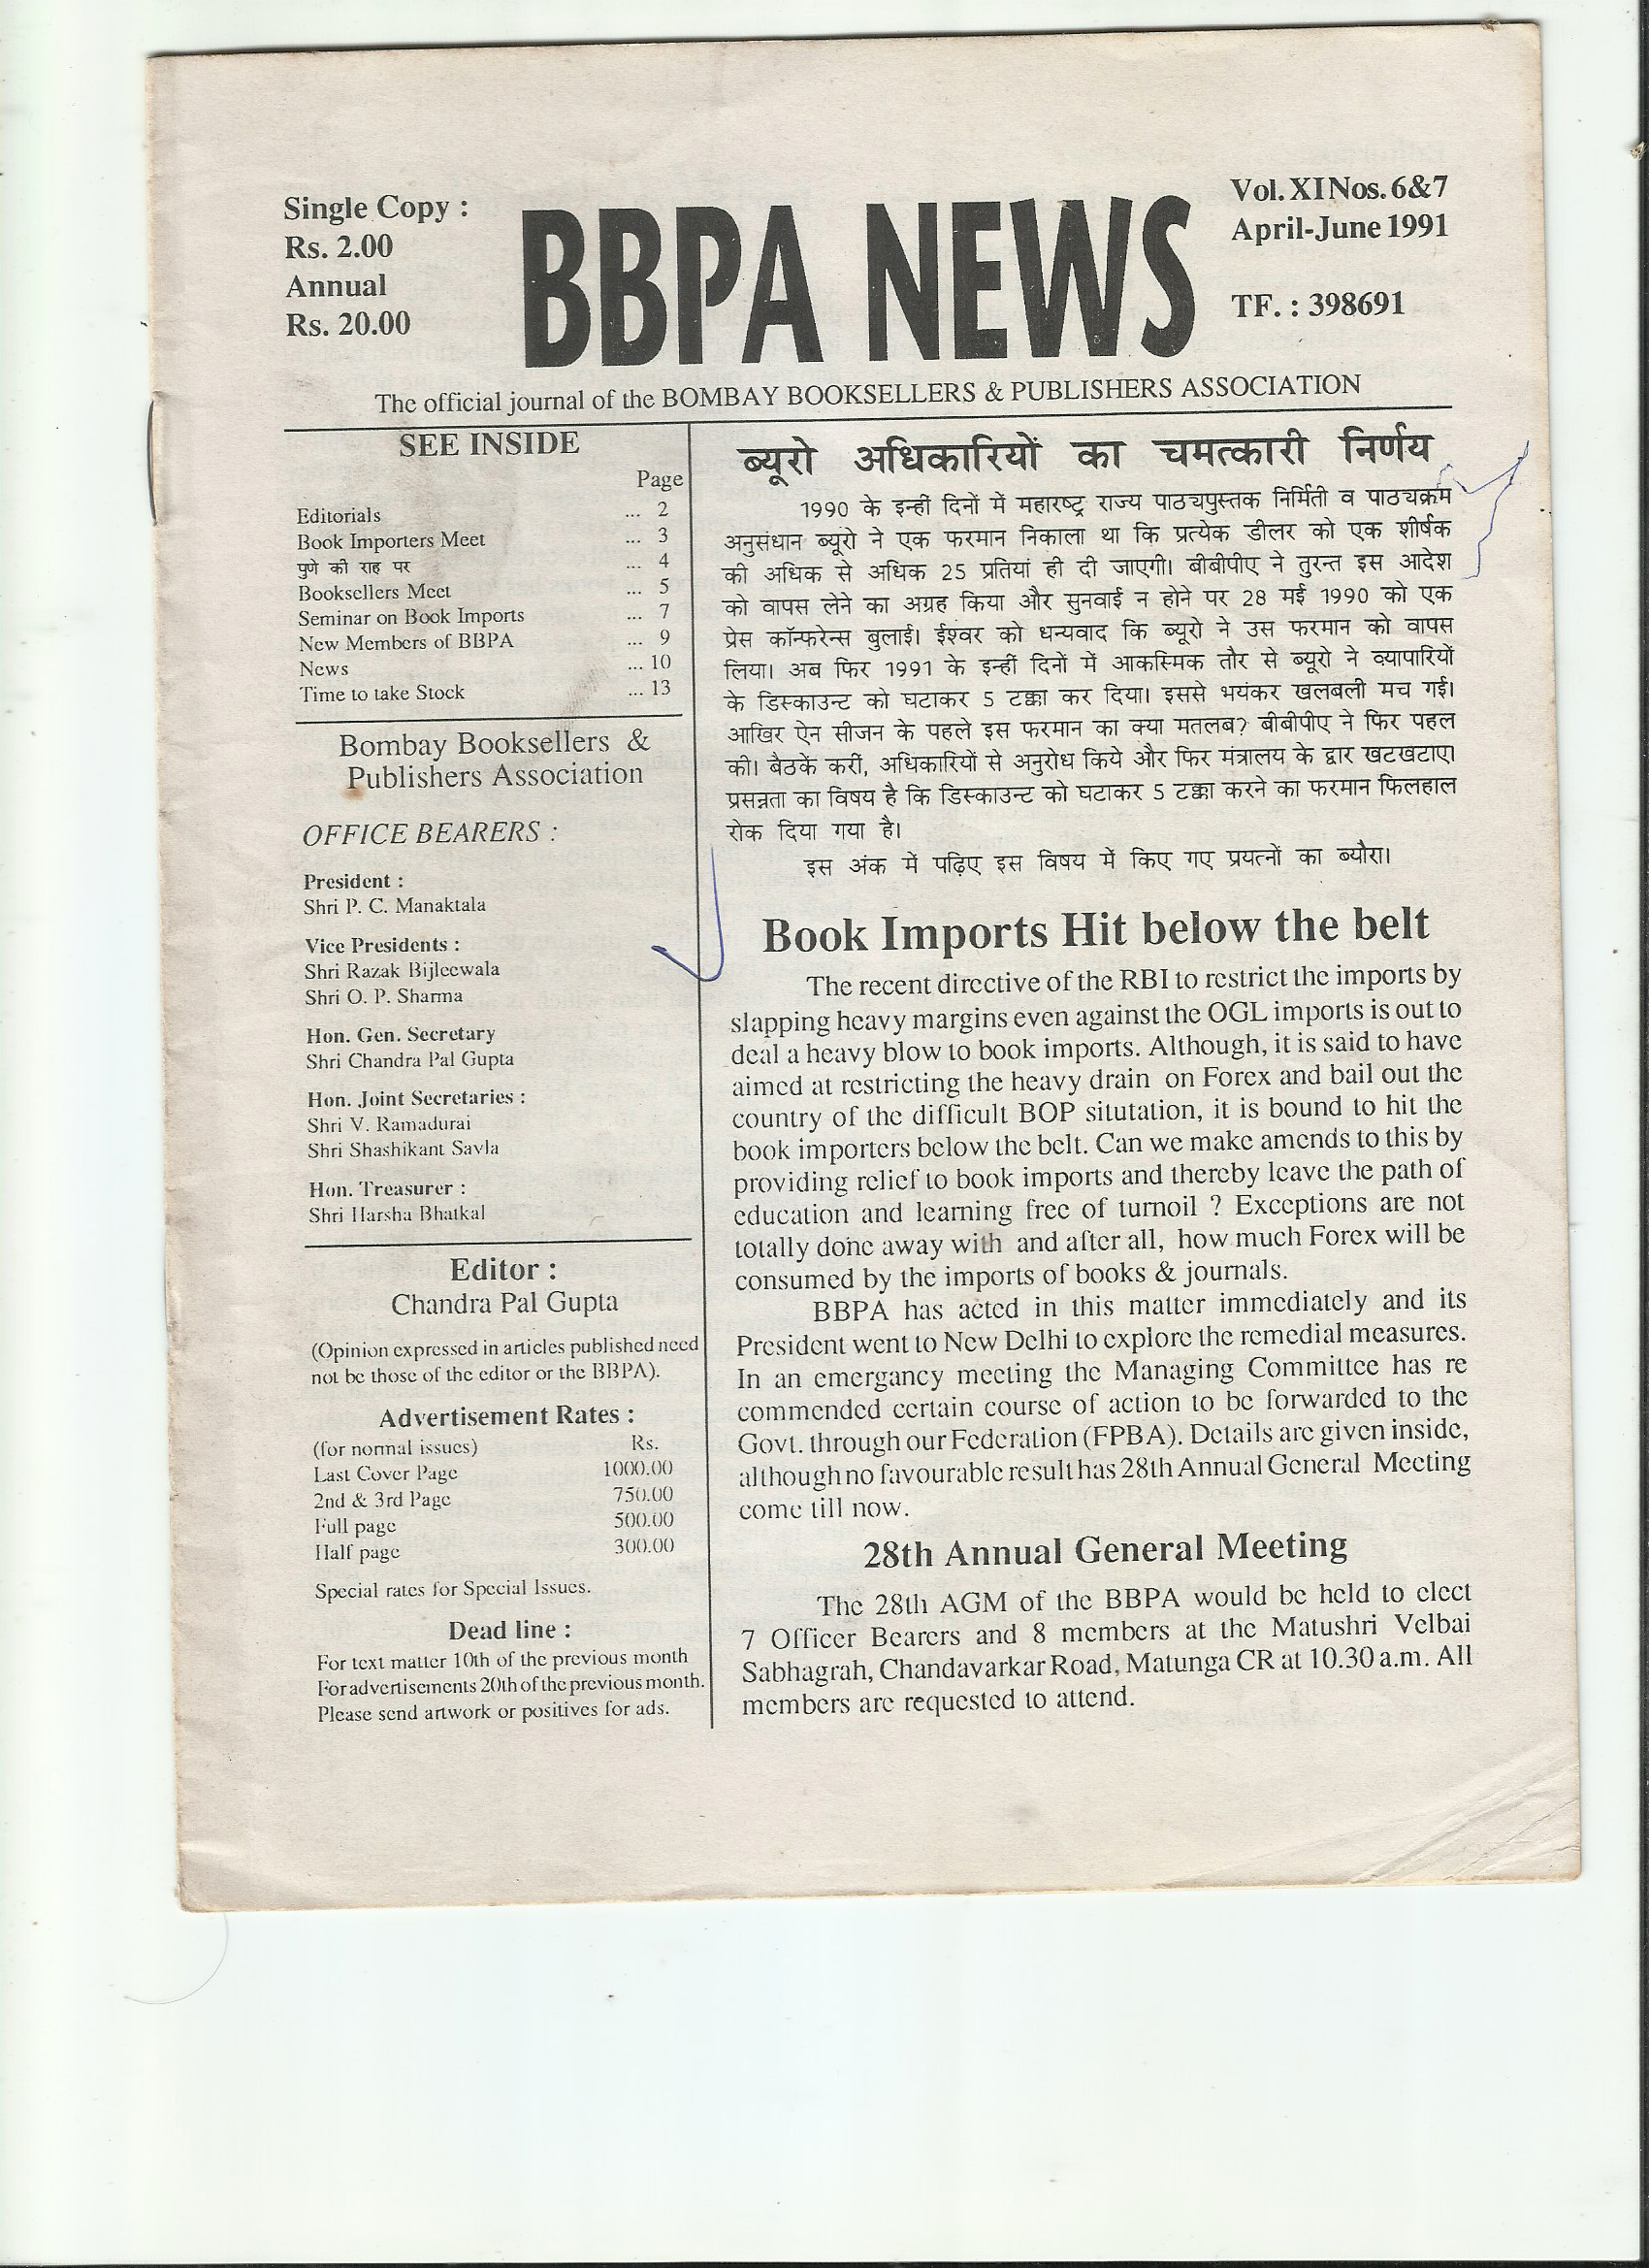 Single Copy :
Rs. 2.00
Annual
Rs. 20.00
BBPA NEWS
Vol. XI Nos. 6&7
April-June 1991
TF. : 398691
The official journal of the BOMBAY BOOKSELLERS & PUBLISHERS ASSOCIATION
SEE INSIDE
Page
Editorials ... 2
Book Importers Meet ... 3
पुणे की राह पर ... 4
Booksellers Meet ... 5
Seminar on Book Imports ... 7
New Members of BBPA ... 9
News ... 10
Time to take Stock ... 13
Bombay Booksellers &
Publishers Association
OFFICE BEARERS :
President :
Shri P. C. Manaktala
Vice Presidents :
Shri Razak Bijleewala
Shri O. P. Sharma
Hon. Gen. Secretary
Shri Chandra Pal Gupta
Hon. Joint Secretaries :
Shri V. Ramadurai
Shri Shashikant Savla
Hon. Treasurer :
Shri Harsha Bhatkal
Editor :
Chandra Pal Gupta
(Opinion expressed in articles published need
not be those of the editor or the BBPA).
Advertisement Rates :
(for normal issues) Rs.
Last Cover Page 1000.00
2nd & 3rd Page 750.00
Full page 500.00
Half page 300.00
Special rates for Special Issues.
Dead line :
For text matter 10th of the previous month
For advertisements 20th of the previous month.
Please send artwork or positives for ads.
ब्यूरो अधिकारियों का चमत्कारी निर्णय
1990 के इन्हीं दिनों में महारष्ट्र राज्य पाठ्यपुस्तक निर्मिती व पाठ्यक्रम
अनुसंधान ब्यूरो ने एक फरमान निकाला था कि प्रत्येक डीलर को एक शीर्षक
की अधिक से अधिक 25 प्रतियां ही दी जाएगी। बीबीपीए ने तुरन्त इस आदेश
को वापस लेने का अग्रह किया और सुनवाई न होने पर 28 मई 1990 को एक
प्रेस कॉन्फरेन्स बुलाई। ईश्वर को धन्यवाद कि ब्यूरो ने उस फरमान को वापस
लिया। अब फिर 1991 के इन्हीं दिनों में आकस्मिक तौर से ब्यूरो ने व्यापारियों
के डिस्काउन्ट को घटाकर 5 टक्का कर दिया। इससे भयंकर खलबली मच गई।
आखिर ऐन सीजन के पहले इस फरमान का क्या मतलब? बीबीपीए ने फिर पहल
की। बैठकें करीं, अधिकारियों से अनुरोध किये और फिर मंत्रालय के द्वार खटखटाए।
प्रसन्नता का विषय है कि डिस्काउन्ट को घटाकर 5 टक्का करने का फरमान फिलहाल
रोक दिया गया है।
इस अंक में पढ़िए इस विषय में किए गए प्रयत्नों का ब्यौरा।
Book Imports Hit below the belt
The recent directive of the RBI to restrict the imports by
slapping heavy margins even against the OGL imports is out to
deal a heavy blow to book imports. Although, it is said to have
aimed at restricting the heavy drain on Forex and bail out the
country of the difficult BOP situtation, it is bound to hit the
book importers below the belt. Can we make amends to this by
providing relief to book imports and thereby leave the path of
education and learning free of turnoil ? Exceptions are not
totally done away with and after all, how much Forex will be
consumed by the imports of books & journals.
BBPA has acted in this matter immediately and its
President went to New Delhi to explore the remedial measures.
In an emergancy meeting the Managing Committee has re
commended certain course of action to be forwarded to the
Govt. through our Federation (FPBA). Details are given inside,
although no favourable result has 28th Annual General Meeting
come till now.
28th Annual General Meeting
The 28th AGM of the BBPA would be held to elect
7 Officer Bearers and 8 members at the Matushri Velbai
Sabhagrah, Chandavarkar Road, Matunga CR at 10.30 a.m. All
members are requested to attend.